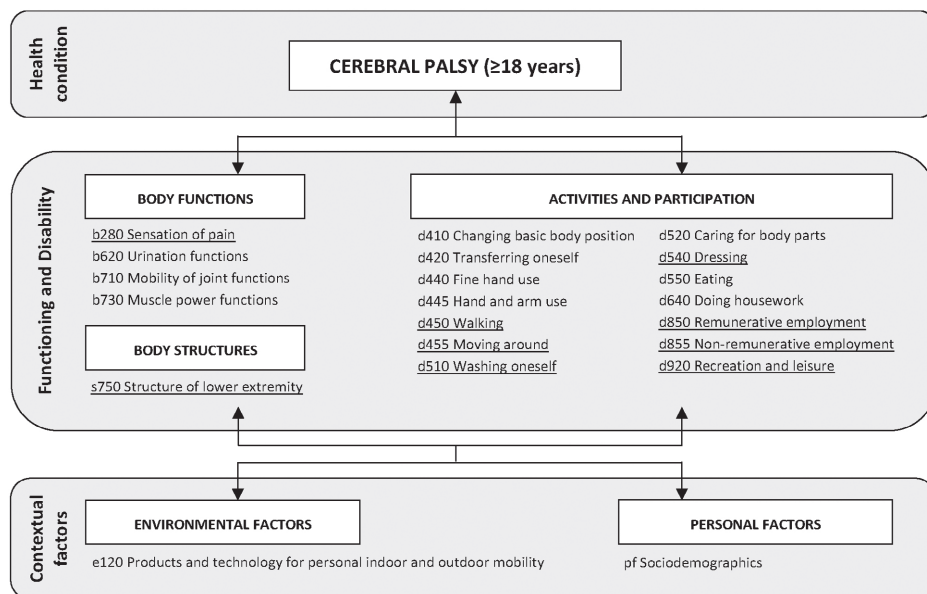 Health
condition
CEREBRAL PALSY (≥18 years)
Functioning and Disability
BODY FUNCTIONS
b280 Sensation of pain
b620 Urination functions
b710 Mobility of joint functions
b730 Muscle power functions
BODY STRUCTURES
s750 Structure of lower extremity
ACTIVITIES AND PARTICIPATION
d410 Changing basic body position
d420 Transferring oneself
d440 Fine hand use
d445 Hand and arm use
d450 Walking
d455 Moving around
d510 Washing oneself
d520 Caring for body parts
d540 Dressing
d550 Eating
d640 Doing housework
d850 Remunerative employment
d855 Non-remunerative employment
d920 Recreation and leisure
Contextual
factors
ENVIRONMENTAL FACTORS
e120 Products and technology for personal indoor and outdoor mobility
PERSONAL FACTORS
pf Sociodemographics